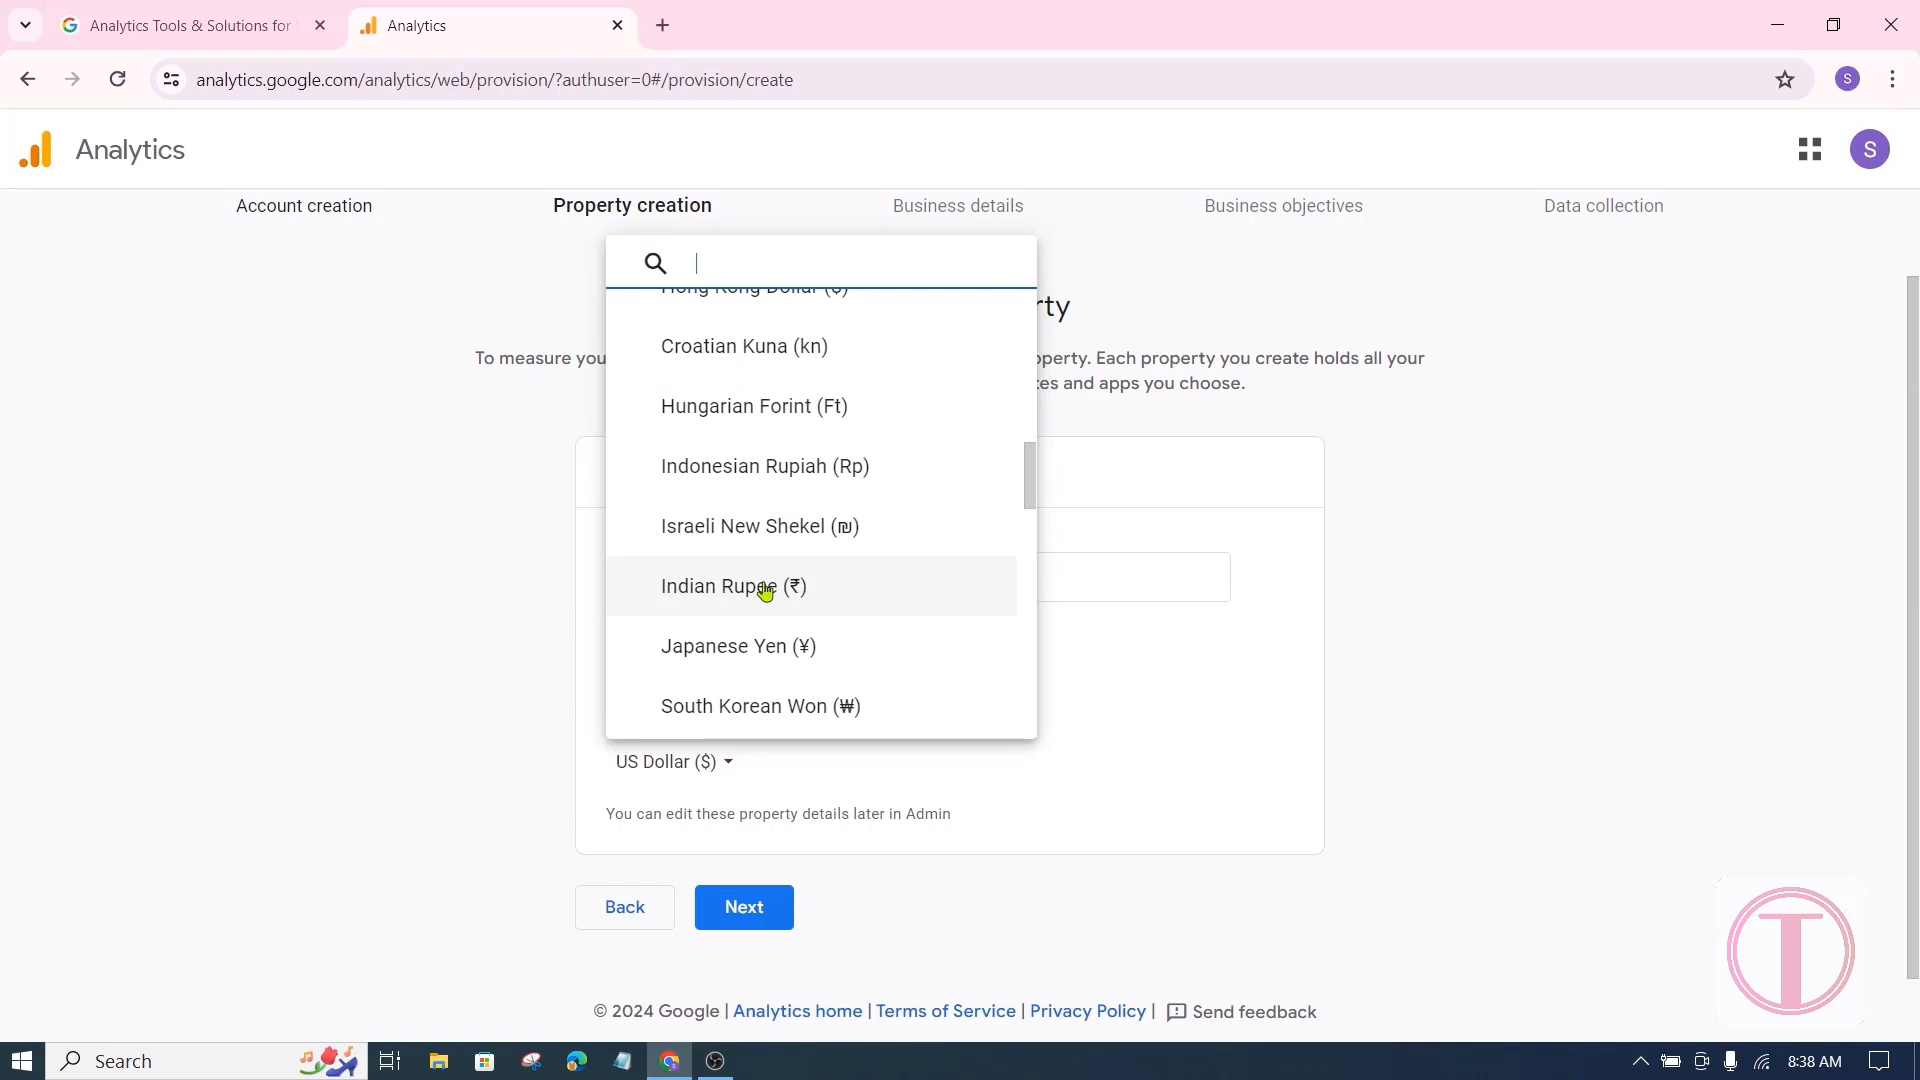 Analytics Tools & Solutions for
Analytics
analytics.google.com/analytics/web/provision/?authuser=0#/provision/create
S
Analytics
S
Account creation
Property creation
Business details
Business objectives
Data collection
Hong Kong Dollar ($)
rty
Croatian Kuna (kn)
To measure you
operty. Each property you create holds all your
tes and apps you choose.
Hungarian Forint (Ft)
Indonesian Rupiah (Rp)
Israeli New Shekel (₪)
Indian Rupee (₹)
Japanese Yen (¥)
South Korean Won (₩)
US Dollar ($)
You can edit these property details later in Admin
Back
Next
T
© 2024 Google | Analytics home | Terms of Service | Privacy Policy | Send feedback
Search
8:38 AM